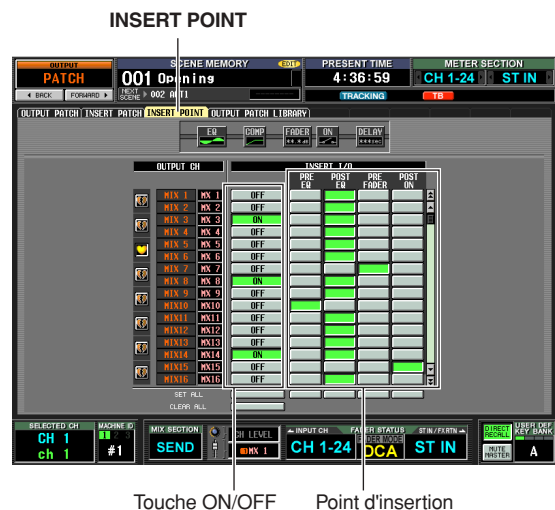 INSERT POINT
OUTPUT
PATCH
SCENE MEMORY
EDIT
001 Opening
PRESENT TIME
4:36:59
METER SECTION
CH 1-24
ST IN
BACK
FORWARD
NEXT SCENE
002 ACT1
TRACKING
TB
OUTPUT PATCH
INSERT PATCH
INSERT POINT
OUTPUT PATCH LIBRARY
EQ
COMP
FADER
ON
DELAY
OUTPUT CH
INSERT I/O
PRE EQ
POST EQ
PRE FADER
POST ON
MIX 1 MX 1 OFF
MIX 2 MX 2 OFF
MIX 3 MX 3 ON
MIX 4 MX 4 OFF
MIX 5 MX 5 OFF
MIX 6 MX 6 OFF
MIX 7 MX 7 OFF
MIX 8 MX 8 ON
MIX 9 MX 9 OFF
MIX10 MX10 OFF
MIX11 MX11 OFF
MIX12 MX12 OFF
MIX13 MX13 OFF
MIX14 MX14 ON
MIX15 MX15 OFF
MIX16 MX16 OFF
SET ALL
CLEAR ALL
SELECTED CH
CH 1
ch 1
MACHINE ID
1 2 3
#1
MIX SECTION
SEND
CH LEVEL
MX 1
INPUT CH
CH 1-24
FADER STATUS
FADER MODE
DCA
ST IN/FXRTN
ST IN
DIRECT RECALL
MUTE MASTER
USER DEF KEY BANK
A
Touche ON/OFF
Point d'insertion